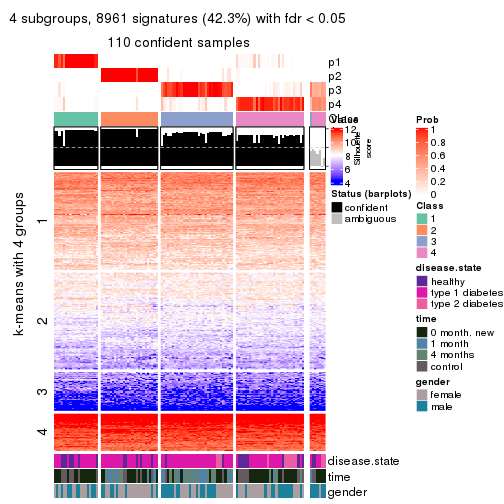 4 subgroups, 8961 signatures (42.3%) with fdr < 0.05
110 confident samples
p1
p2
p3
p4
Class
Value
12
10
8
6
4
Silhouette
score
Prob
1
0.8
0.6
0.4
0.2
0
Status (barplots)
confident
ambiguous
Class
1
2
3
4
disease.state
healthy
type 1 diabetes
type 2 diabetes
time
0 month. new
1 month
4 months
control
gender
female
male
k-means with 4 groups
1
2
3
4
disease.state
time
gender